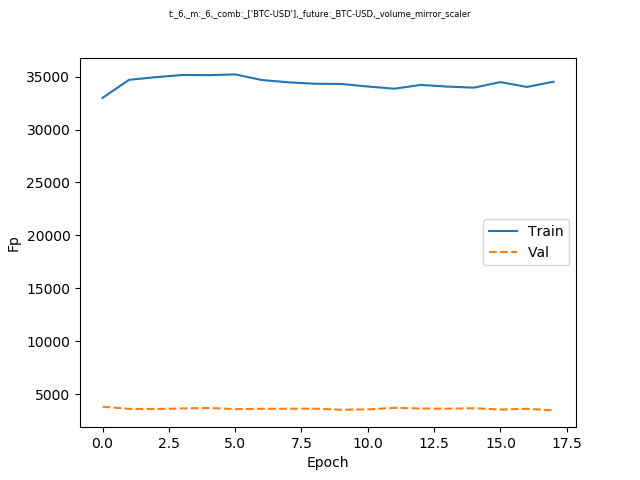 t:_6,_m:_6,_comb:_['BTC-USD'],_future:_BTC-USD,_volume_mirror_scaler
35000
30000
25000
20000
15000
10000
5000
Fp
Train
Val
0.0 2.5 5.0 7.5 10.0 12.5 15.0 17.5
Epoch